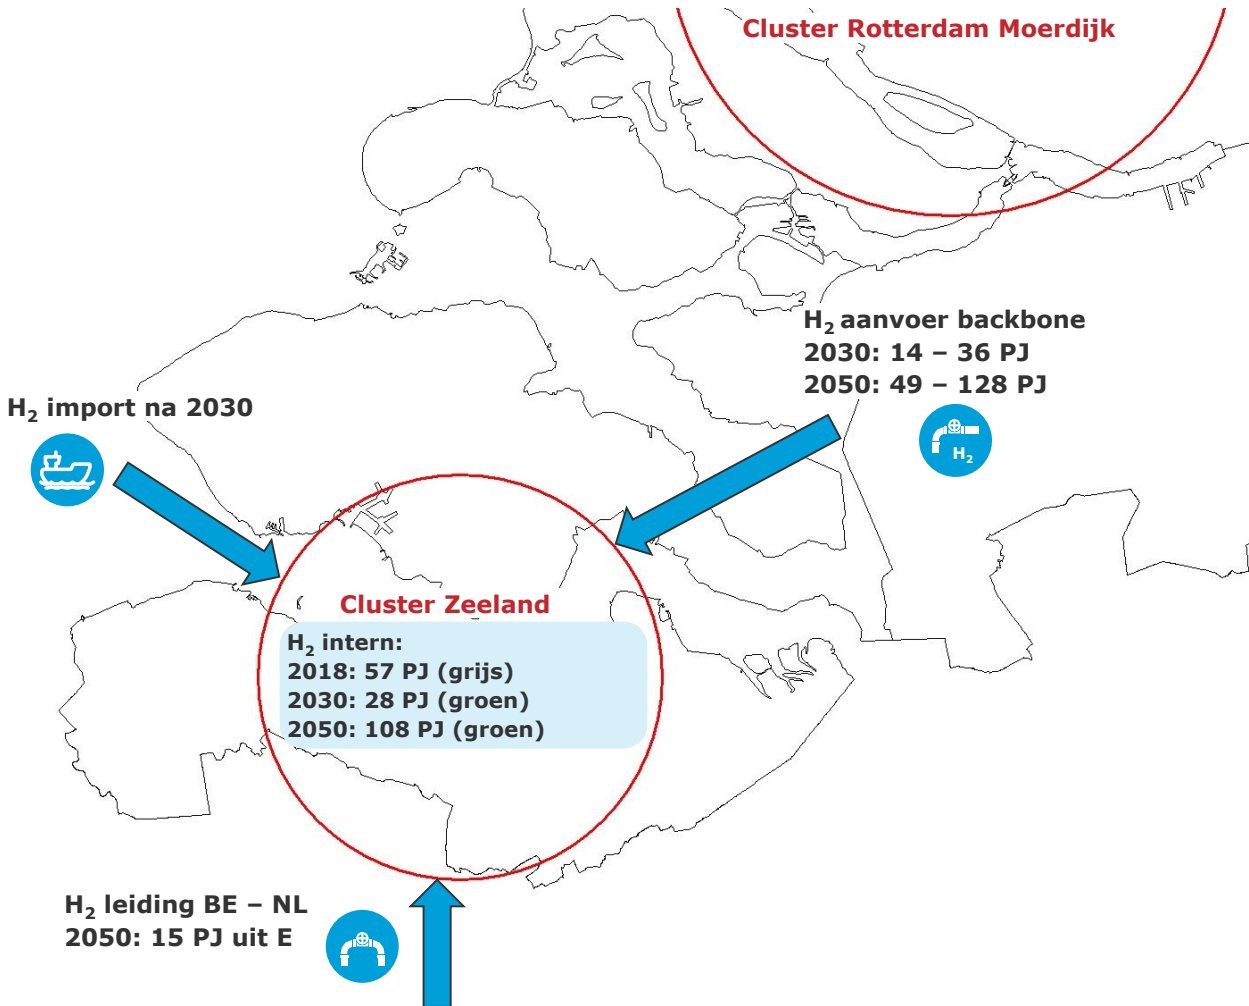 Cluster Rotterdam Moerdijk
H₂ aanvoer backbone
2030: 14 – 36 PJ
2050: 49 – 128 PJ
H₂
H₂ import na 2030
Cluster Zeeland
H₂ intern:
2018: 57 PJ (grijs)
2030: 28 PJ (groen)
2050: 108 PJ (groen)
H₂ leiding BE – NL
2050: 15 PJ uit E